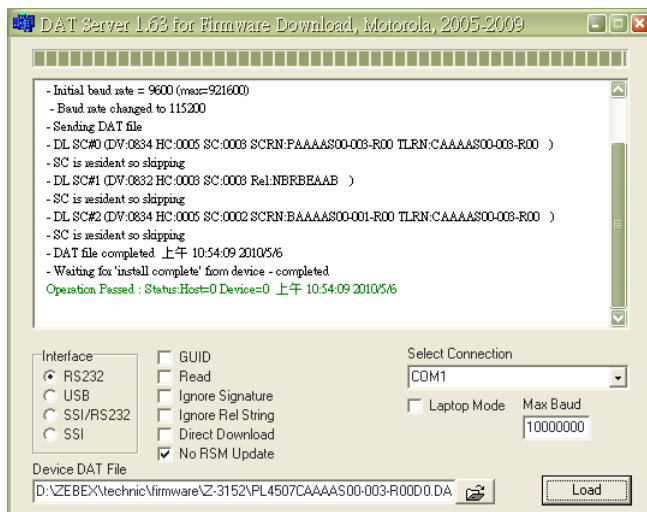 DAT Server 1.63 for Firmware Download, Motorola, 2005-2009
- Initial baud rate = 9600 (max=921600)
- Baud rate changed to 115200
- Sending DAT file
- DL SC#0 (DV:0834 HC:0005 SC:0003 SCRN:PAAAAS00-003-R00 TLRN:CAAAAS00-003-R00 )
- SC is resident so skipping
- DL SC#1 (DV:0832 HC:0003 SC:0003 Rel:NBRBEAAB )
- SC is resident so skipping
- DL SC#2 (DV:0834 HC:0005 SC:0002 SCRN:BAAAAS00-001-R00 TLRN:CAAAAS00-003-R00 )
- SC is resident so skipping
- DAT file completed 上午 10:54:09 2010/5/6
- Waiting for 'install complete' from device - completed
Operation Passed : Status:Host=0 Device=0 上午 10:54:09 2010/5/6
Interface
RS232
USB
SSI/RS232
SSI
GUID
Read
Ignore Signature
Ignore Rel String
Direct Download
No RSM Update
Select Connection
COM1
Laptop Mode
Max Baud
10000000
Device DAT File
D:\ZEBEX\technic\firmware\Z-3152\PL4507CAAAAS00-003-R00D0.DA
Load